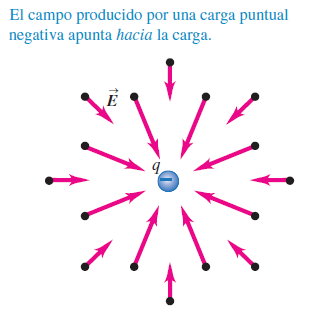 El campo producido por una carga puntual
negativa apunta hacia la carga.
E⃗
q
−